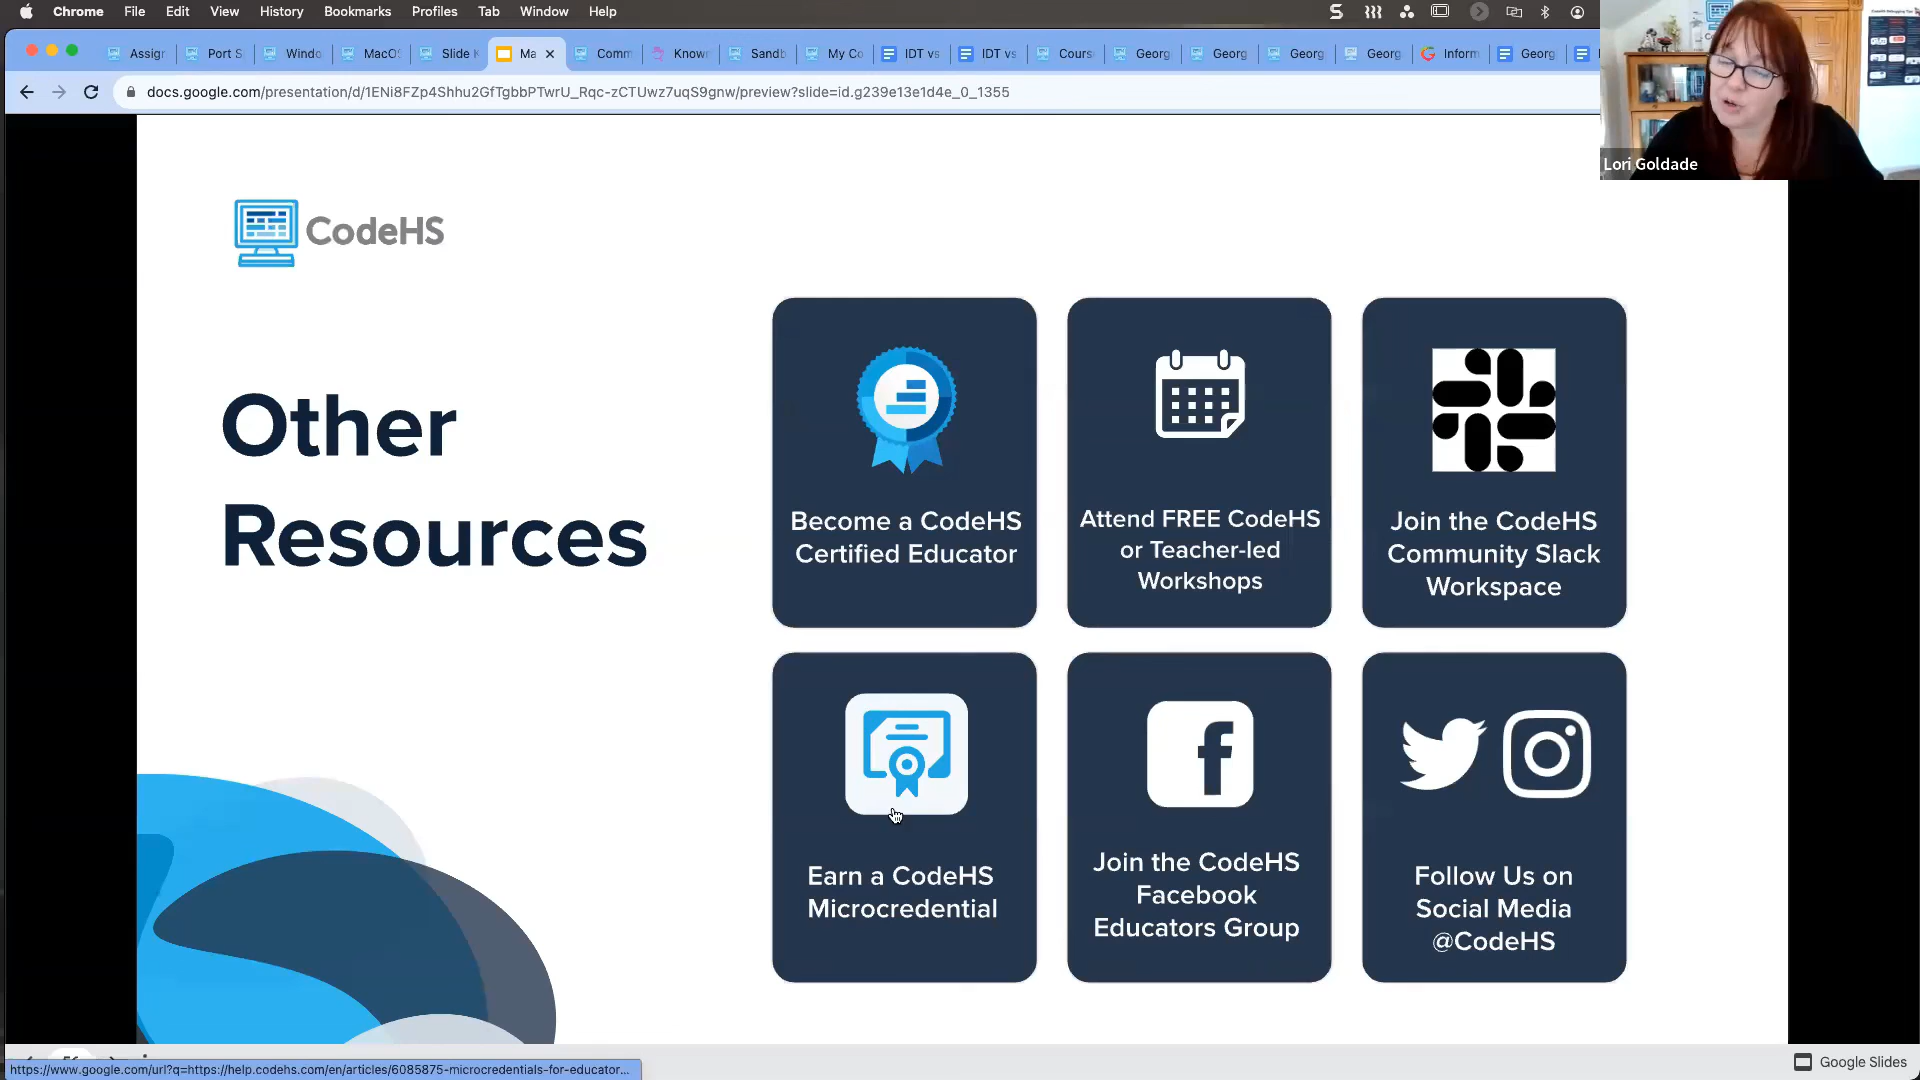 Chrome File Edit View History Bookmarks Profiles Tab Window Help
Assign Port S Windo MacO Slide Ma Comm Know Sandb My Co IDT vs IDT vs Cours Georg Georg Georg Georg Inform Georg
docs.google.com/presentation/d/1ENi8FZp4Shhu2GfTgbbPTwrU_Rqc-zCTUwz7uqS9gnw/preview?slide=id.g239e13e1d4e_0_1355
Lori Goldade
CodeHS
Other
Resources
Become a CodeHS
Certified Educator
Attend FREE CodeHS
or Teacher-led
Workshops
Join the CodeHS
Community Slack
Workspace
Earn a CodeHS
Microcredential
Join the CodeHS
Facebook
Educators Group
Follow Us on
Social Media
@CodeHS
Google Slides
https://www.google.com/url?q=https://help.codehs.com/en/articles/6085875-microcredentials-for-educator...